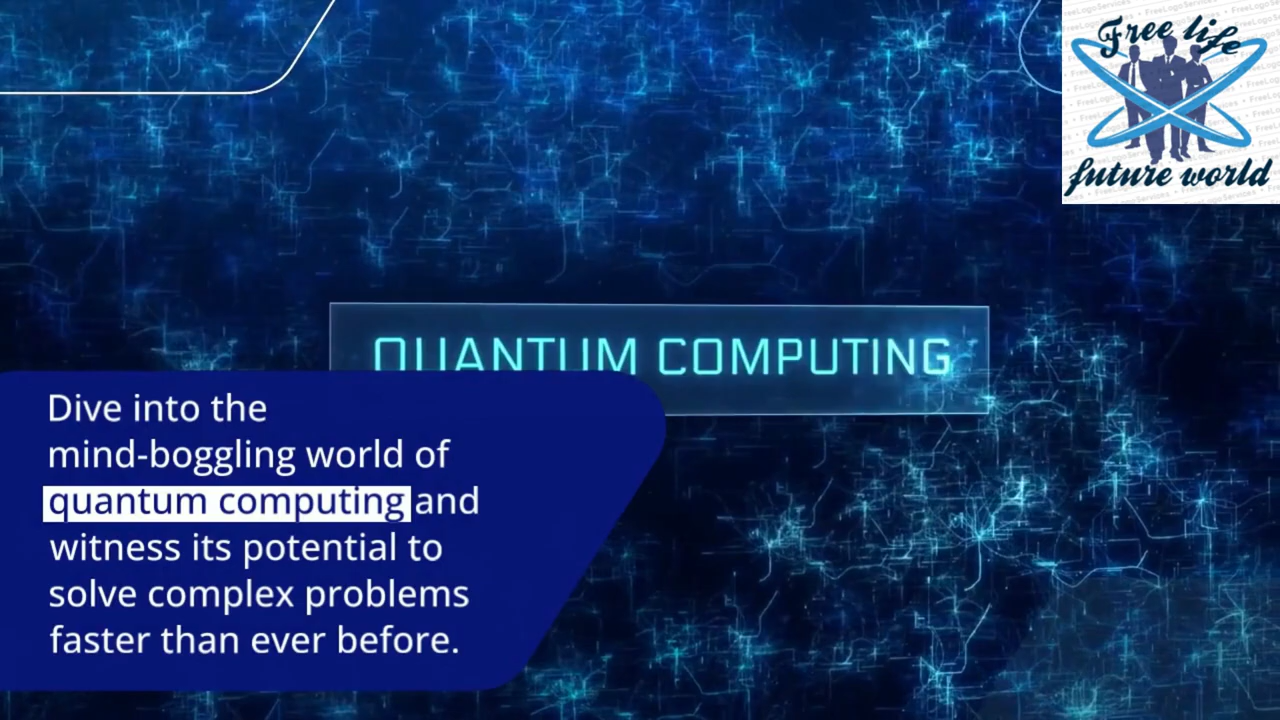 Free life
future world
QUANTUM COMPUTING
Dive into the
mind-boggling world of
quantum computing and
witness its potential to
solve complex problems
faster than ever before.